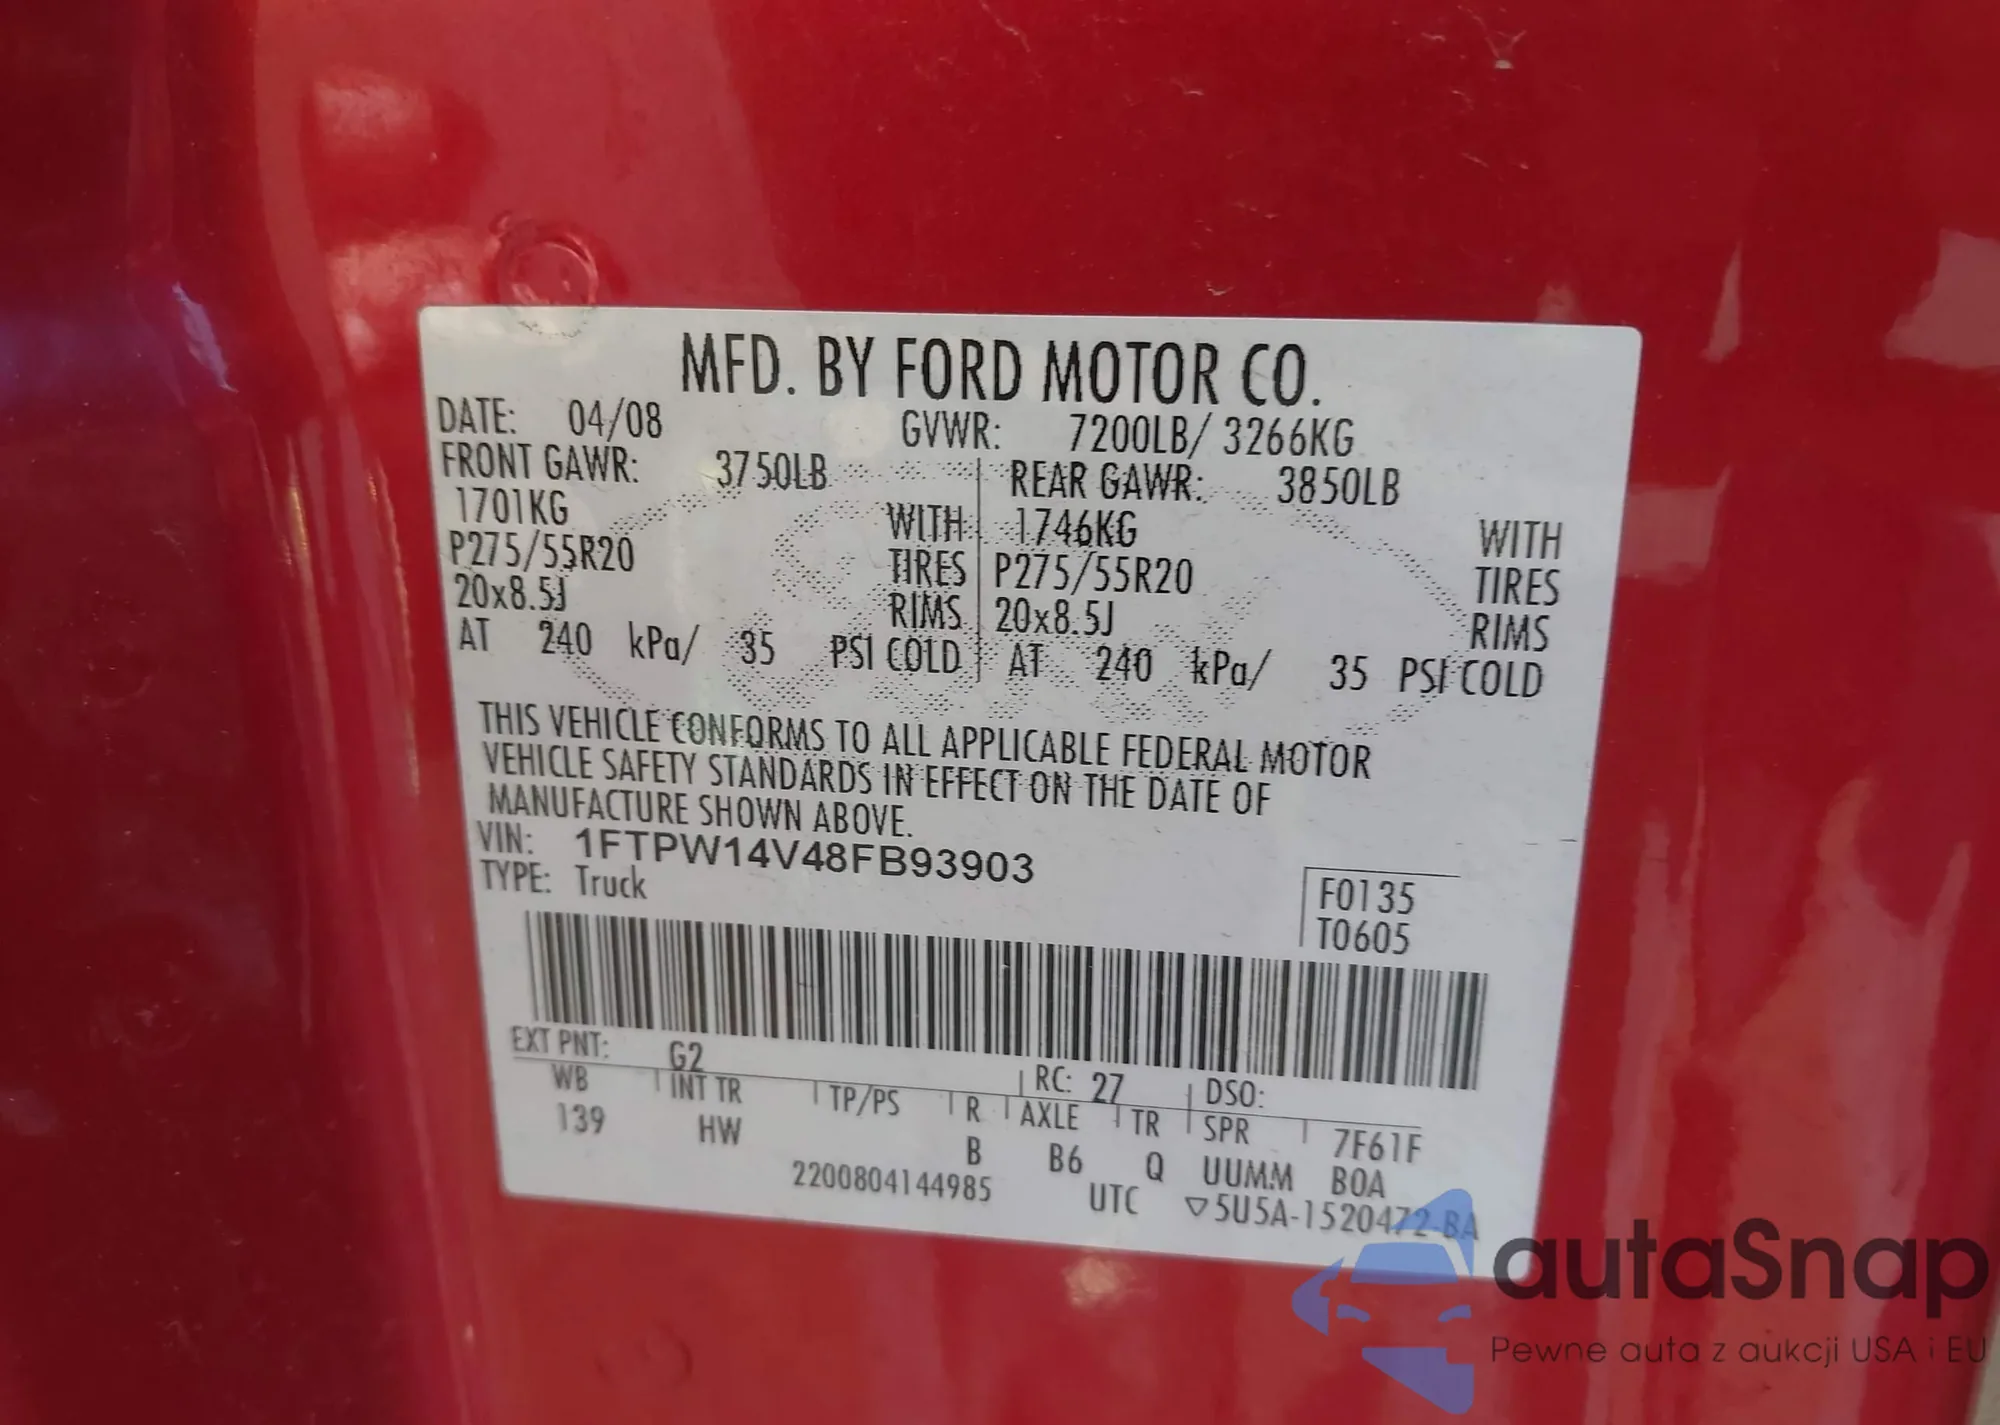 MFD. BY FORD MOTOR CO.
DATE: 04/08 GVWR: 7200LB/ 3266KG
FRONT GAWR: 3750LB REAR GAWR: 3850LB
1701KG WITH 1746KG WITH
P275/55R20 TIRES P275/55R20 TIRES
20x8.5J RIMS 20x8.5J RIMS
AT 240 kPa/ 35 PSI COLD AT 240 kPa/ 35 PSI COLD
THIS VEHICLE CONFORMS TO ALL APPLICABLE FEDERAL MOTOR
VEHICLE SAFETY STANDARDS IN EFFECT ON THE DATE OF
MANUFACTURE SHOWN ABOVE.
VIN: 1FTPW14V48FB93903
TYPE: Truck
F0135
T0605
EXT PNT: G2 RC: 27 DSO:
WB INT TR TP/PS R AXLE TR SPR 7F61F
139 HW B B6 Q UUMM BOA
2200804144985 UTC ▽5U5A-1520472-BA
autaSnap
Pewne auta z aukcji USA i EU